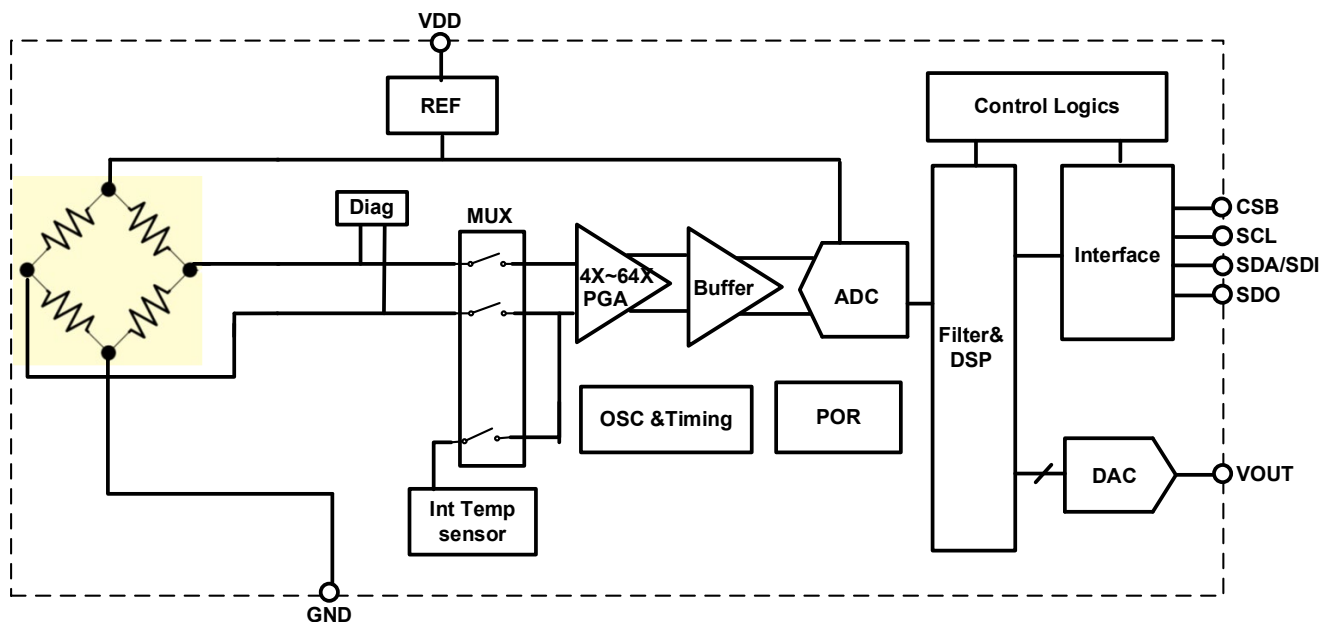 VDD
REF
Control Logics
Diag
MUX
CSB
SCL
SDA/SDI
SDO
Interface
4X~64X
PGA
Buffer
ADC
Filter&
DSP
OSC &Timing
POR
DAC
VOUT
Int Temp
sensor
GND